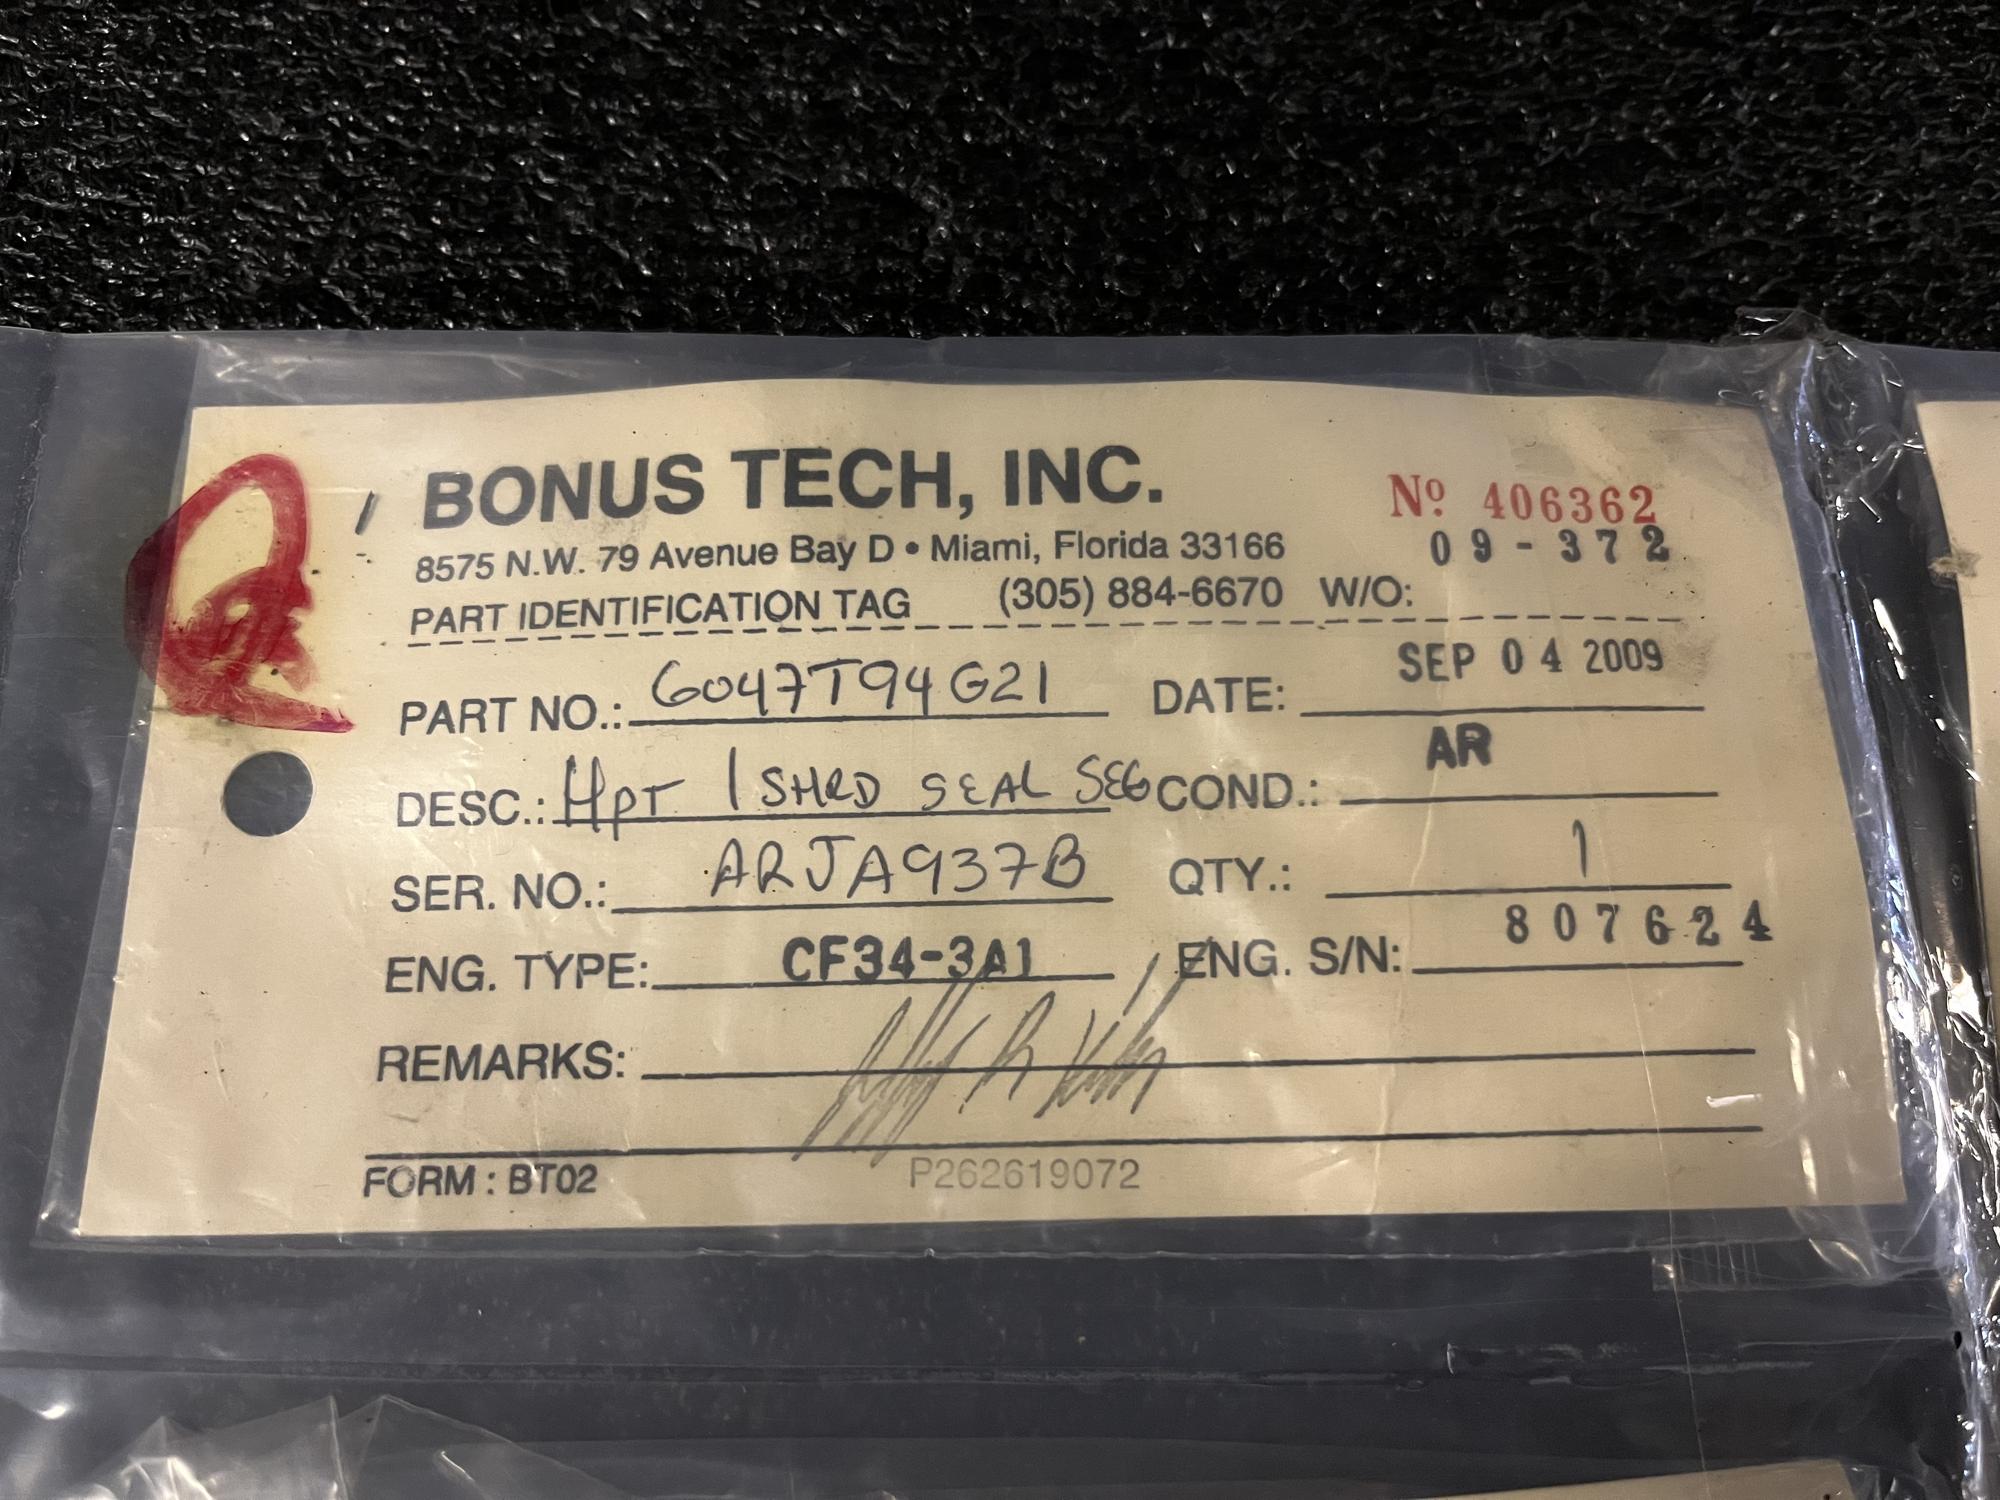 BONUS TECH, INC.
Nº 406362
8575 N.W. 79 Avenue Bay D • Miami, Florida 33166
09-372
PART IDENTIFICATION TAG (305) 884-6670 W/O:
PART NO.: 6047T94G21 DATE: SEP 04 2009
DESC.: HPT 1 SHRD SEAL SEG COND.: AR
SER. NO.: ARJA937B QTY.: 1
ENG. TYPE: CF34-3A1 ENG. S/N: 807624
REMARKS:
FORM : BT02 P262619072